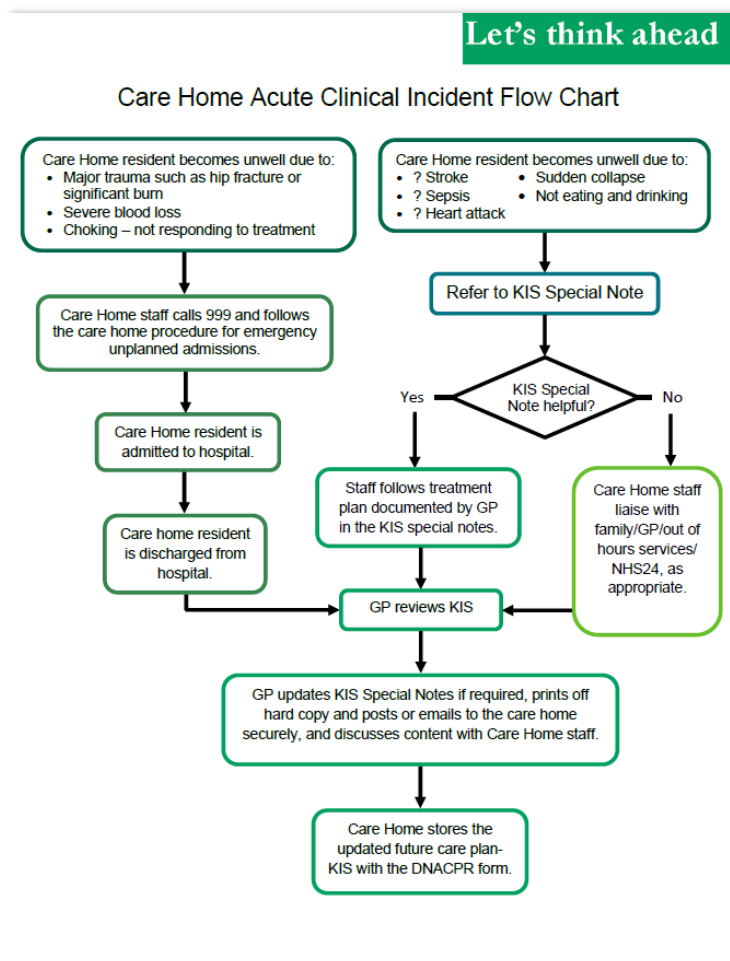 Let's think ahead
Care Home Acute Clinical Incident Flow Chart
Care Home resident becomes unwell due to:
• Major trauma such as hip fracture or
significant burn
• Severe blood loss
• Choking – not responding to treatment
Care Home resident becomes unwell due to:
• ? Stroke • Sudden collapse
• ? Sepsis • Not eating and drinking
• ? Heart attack
Care Home staff calls 999 and follows
the care home procedure for emergency
unplanned admissions.
Refer to KIS Special Note
KIS Special
Note helpful?
Yes
No
Care Home resident is
admitted to hospital.
Staff follows treatment
plan documented by GP
in the KIS special notes.
Care Home staff
liaise with
family/GP/out of
hours services/
NHS24, as
appropriate.
Care home resident
is discharged from
hospital.
GP reviews KIS
GP updates KIS Special Notes if required, prints off
hard copy and posts or emails to the care home
securely, and discusses content with Care Home staff.
Care Home stores the
updated future care plan-
KIS with the DNACPR form.